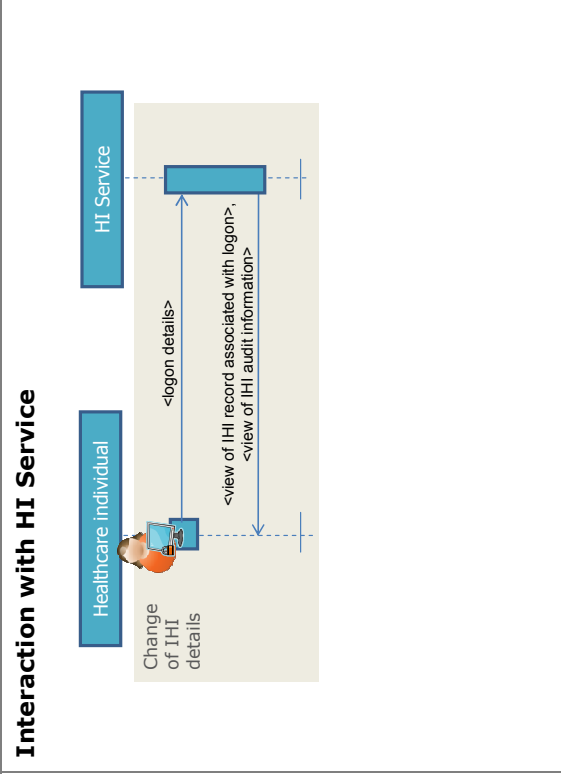 Interaction with HI Service
Healthcare individual
HI Service
Change
of IHI
details
<logon details>
<view of IHI record associated with logon>,
<view of IHI audit information>